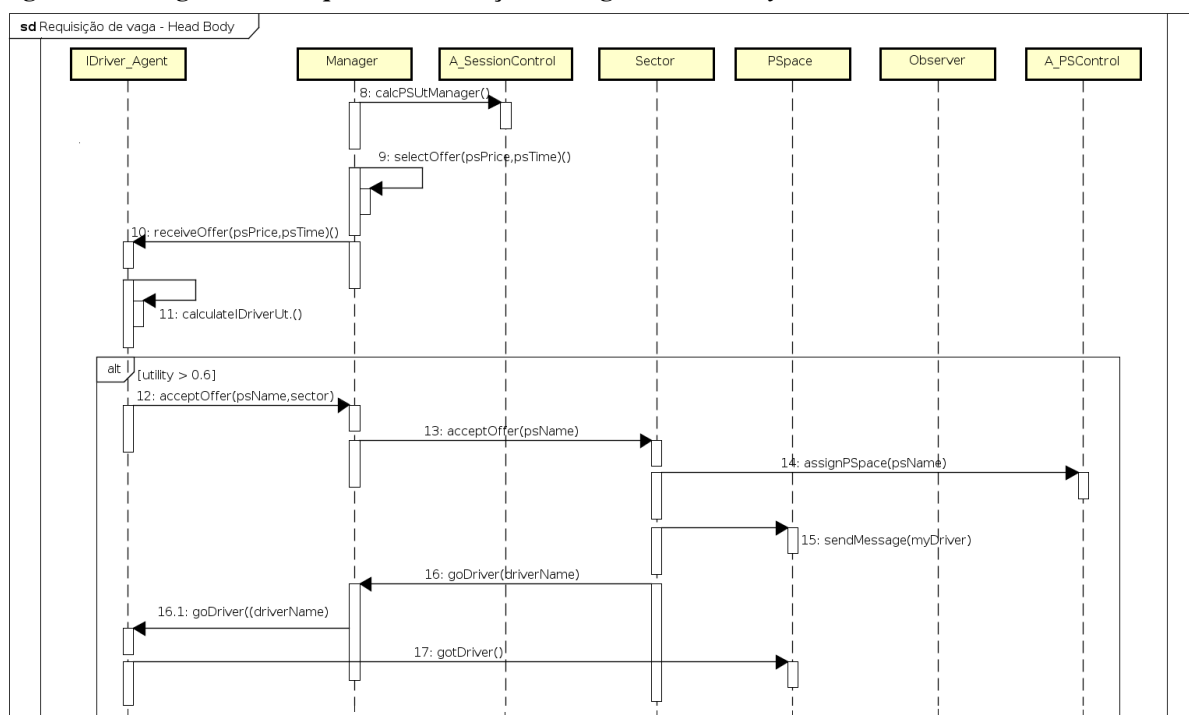 sd Requisição de vaga - Head Body
IDriver_Agent
Manager
A_SessionControl
Sector
PSpace
Observer
A_PSControl
8: calcPSUtManager()
9: selectOffer(psPrice,psTime)()
10: receiveOffer(psPrice,psTime)()
11: calculateIDriverUt.()
alt
[utility > 0.6]
12: acceptOffer(psName,sector)
13: acceptOffer(psName)
14: assignPSpace(psName)
15: sendMessage(myDriver)
16: goDriver(driverName)
16.1: goDriver((driverName)
17: gotDriver()